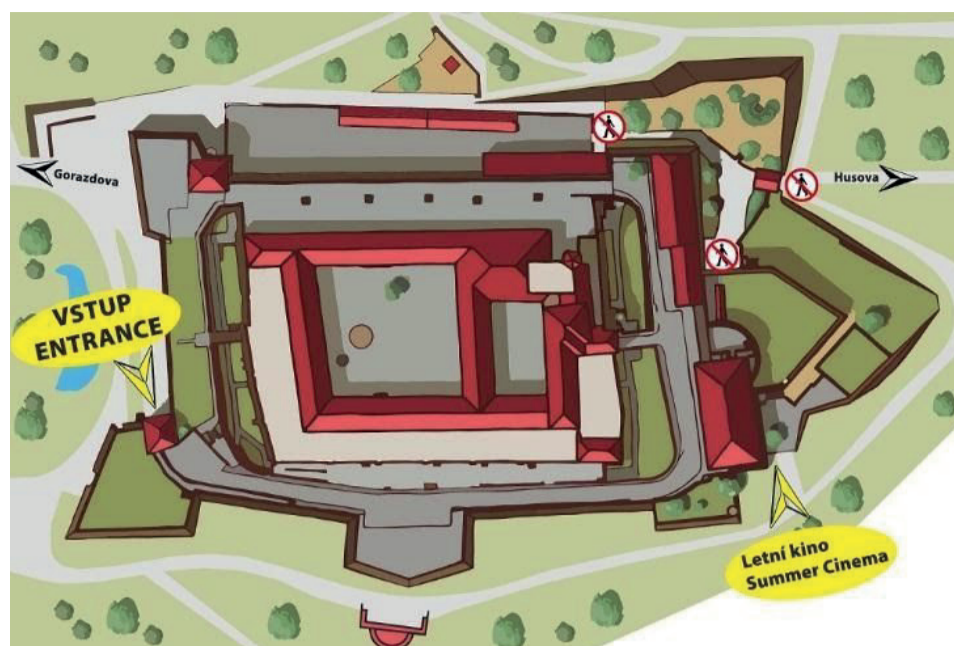 Gorazdova
Husova
VSTUP
ENTRANCE
Letní kino
Summer Cinema